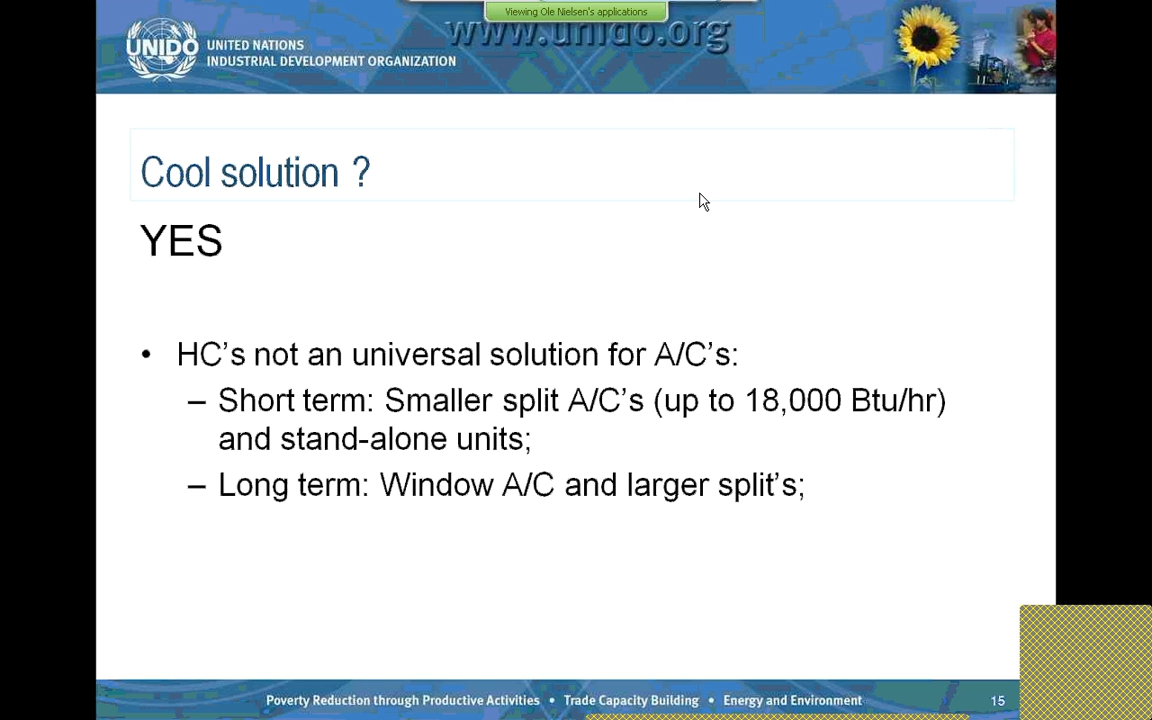 Viewing Ole Nielsen's applications
www.unido.org
UNIDO
UNITED NATIONS
INDUSTRIAL DEVELOPMENT ORGANIZATION
Cool solution ?
YES
• HC's not an universal solution for A/C's:
– Short term: Smaller split A/C's (up to 18,000 Btu/hr)
and stand-alone units;
– Long term: Window A/C and larger split's;
Poverty Reduction through Productive Activities • Trade Capacity Building • Energy and Environment
15